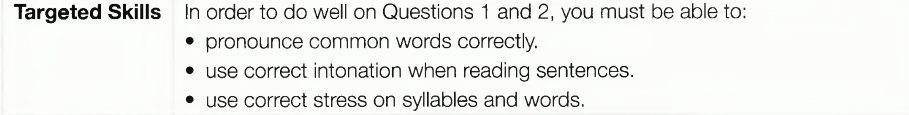 Targeted Skills In order to do well on Questions 1 and 2, you must be able to:
• pronounce common words correctly.
• use correct intonation when reading sentences.
• use correct stress on syllables and words.